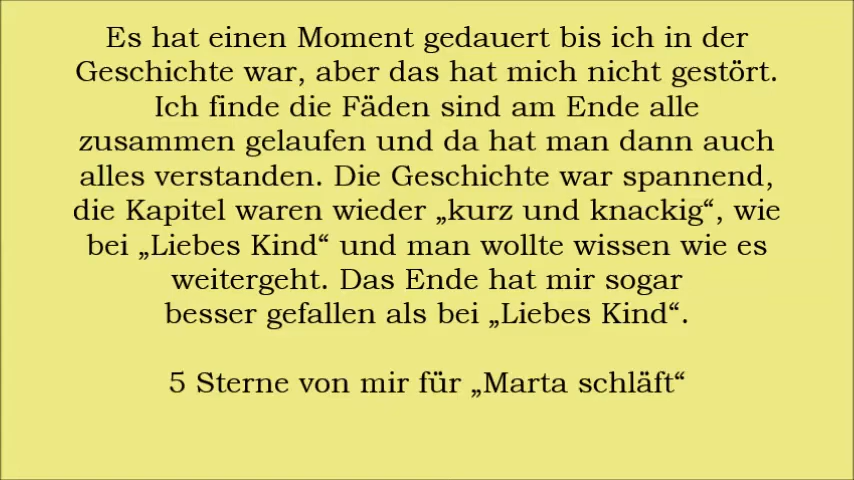 Es hat einen Moment gedauert bis ich in der
Geschichte war, aber das hat mich nicht gestört.
Ich finde die Fäden sind am Ende alle
zusammen gelaufen und da hat man dann auch
alles verstanden. Die Geschichte war spannend,
die Kapitel waren wieder „kurz und knackig“, wie
bei „Liebes Kind“ und man wollte wissen wie es
weitergeht. Das Ende hat mir sogar
besser gefallen als bei „Liebes Kind“.
5 Sterne von mir für „Marta schläft“